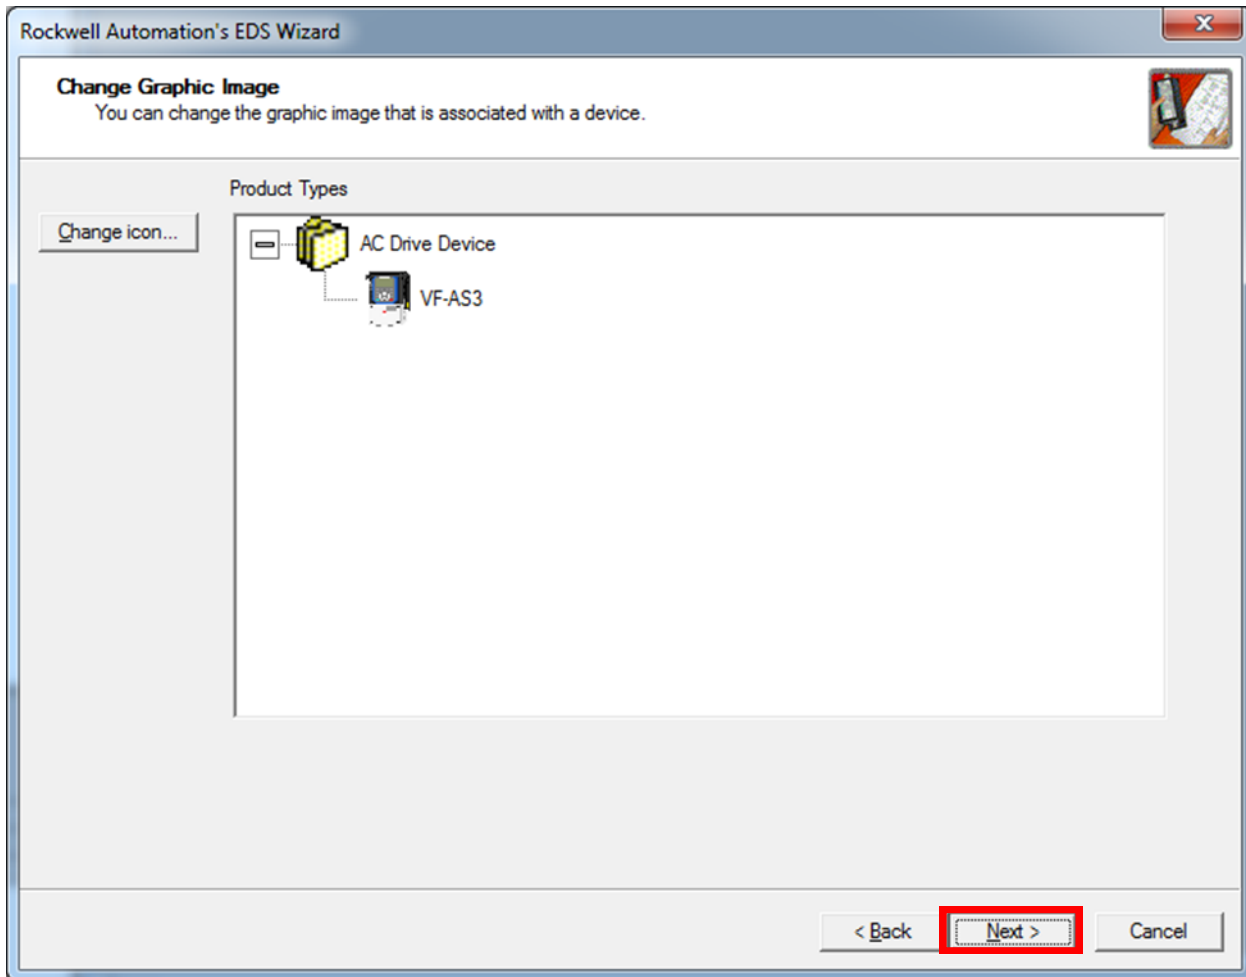 Rockwell Automation's EDS Wizard
Change Graphic Image
You can change the graphic image that is associated with a device.
Product Types
Change icon...
AC Drive Device
VF-AS3
< Back
Next >
Cancel